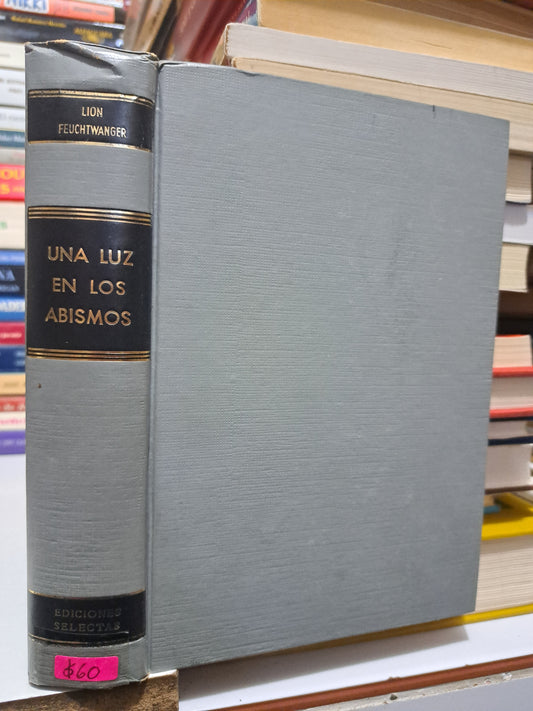 LION
FEUCHTWANGER
UNA LUZ
EN LOS
ABISMOS
EDICIONES
SELECTAS
$60